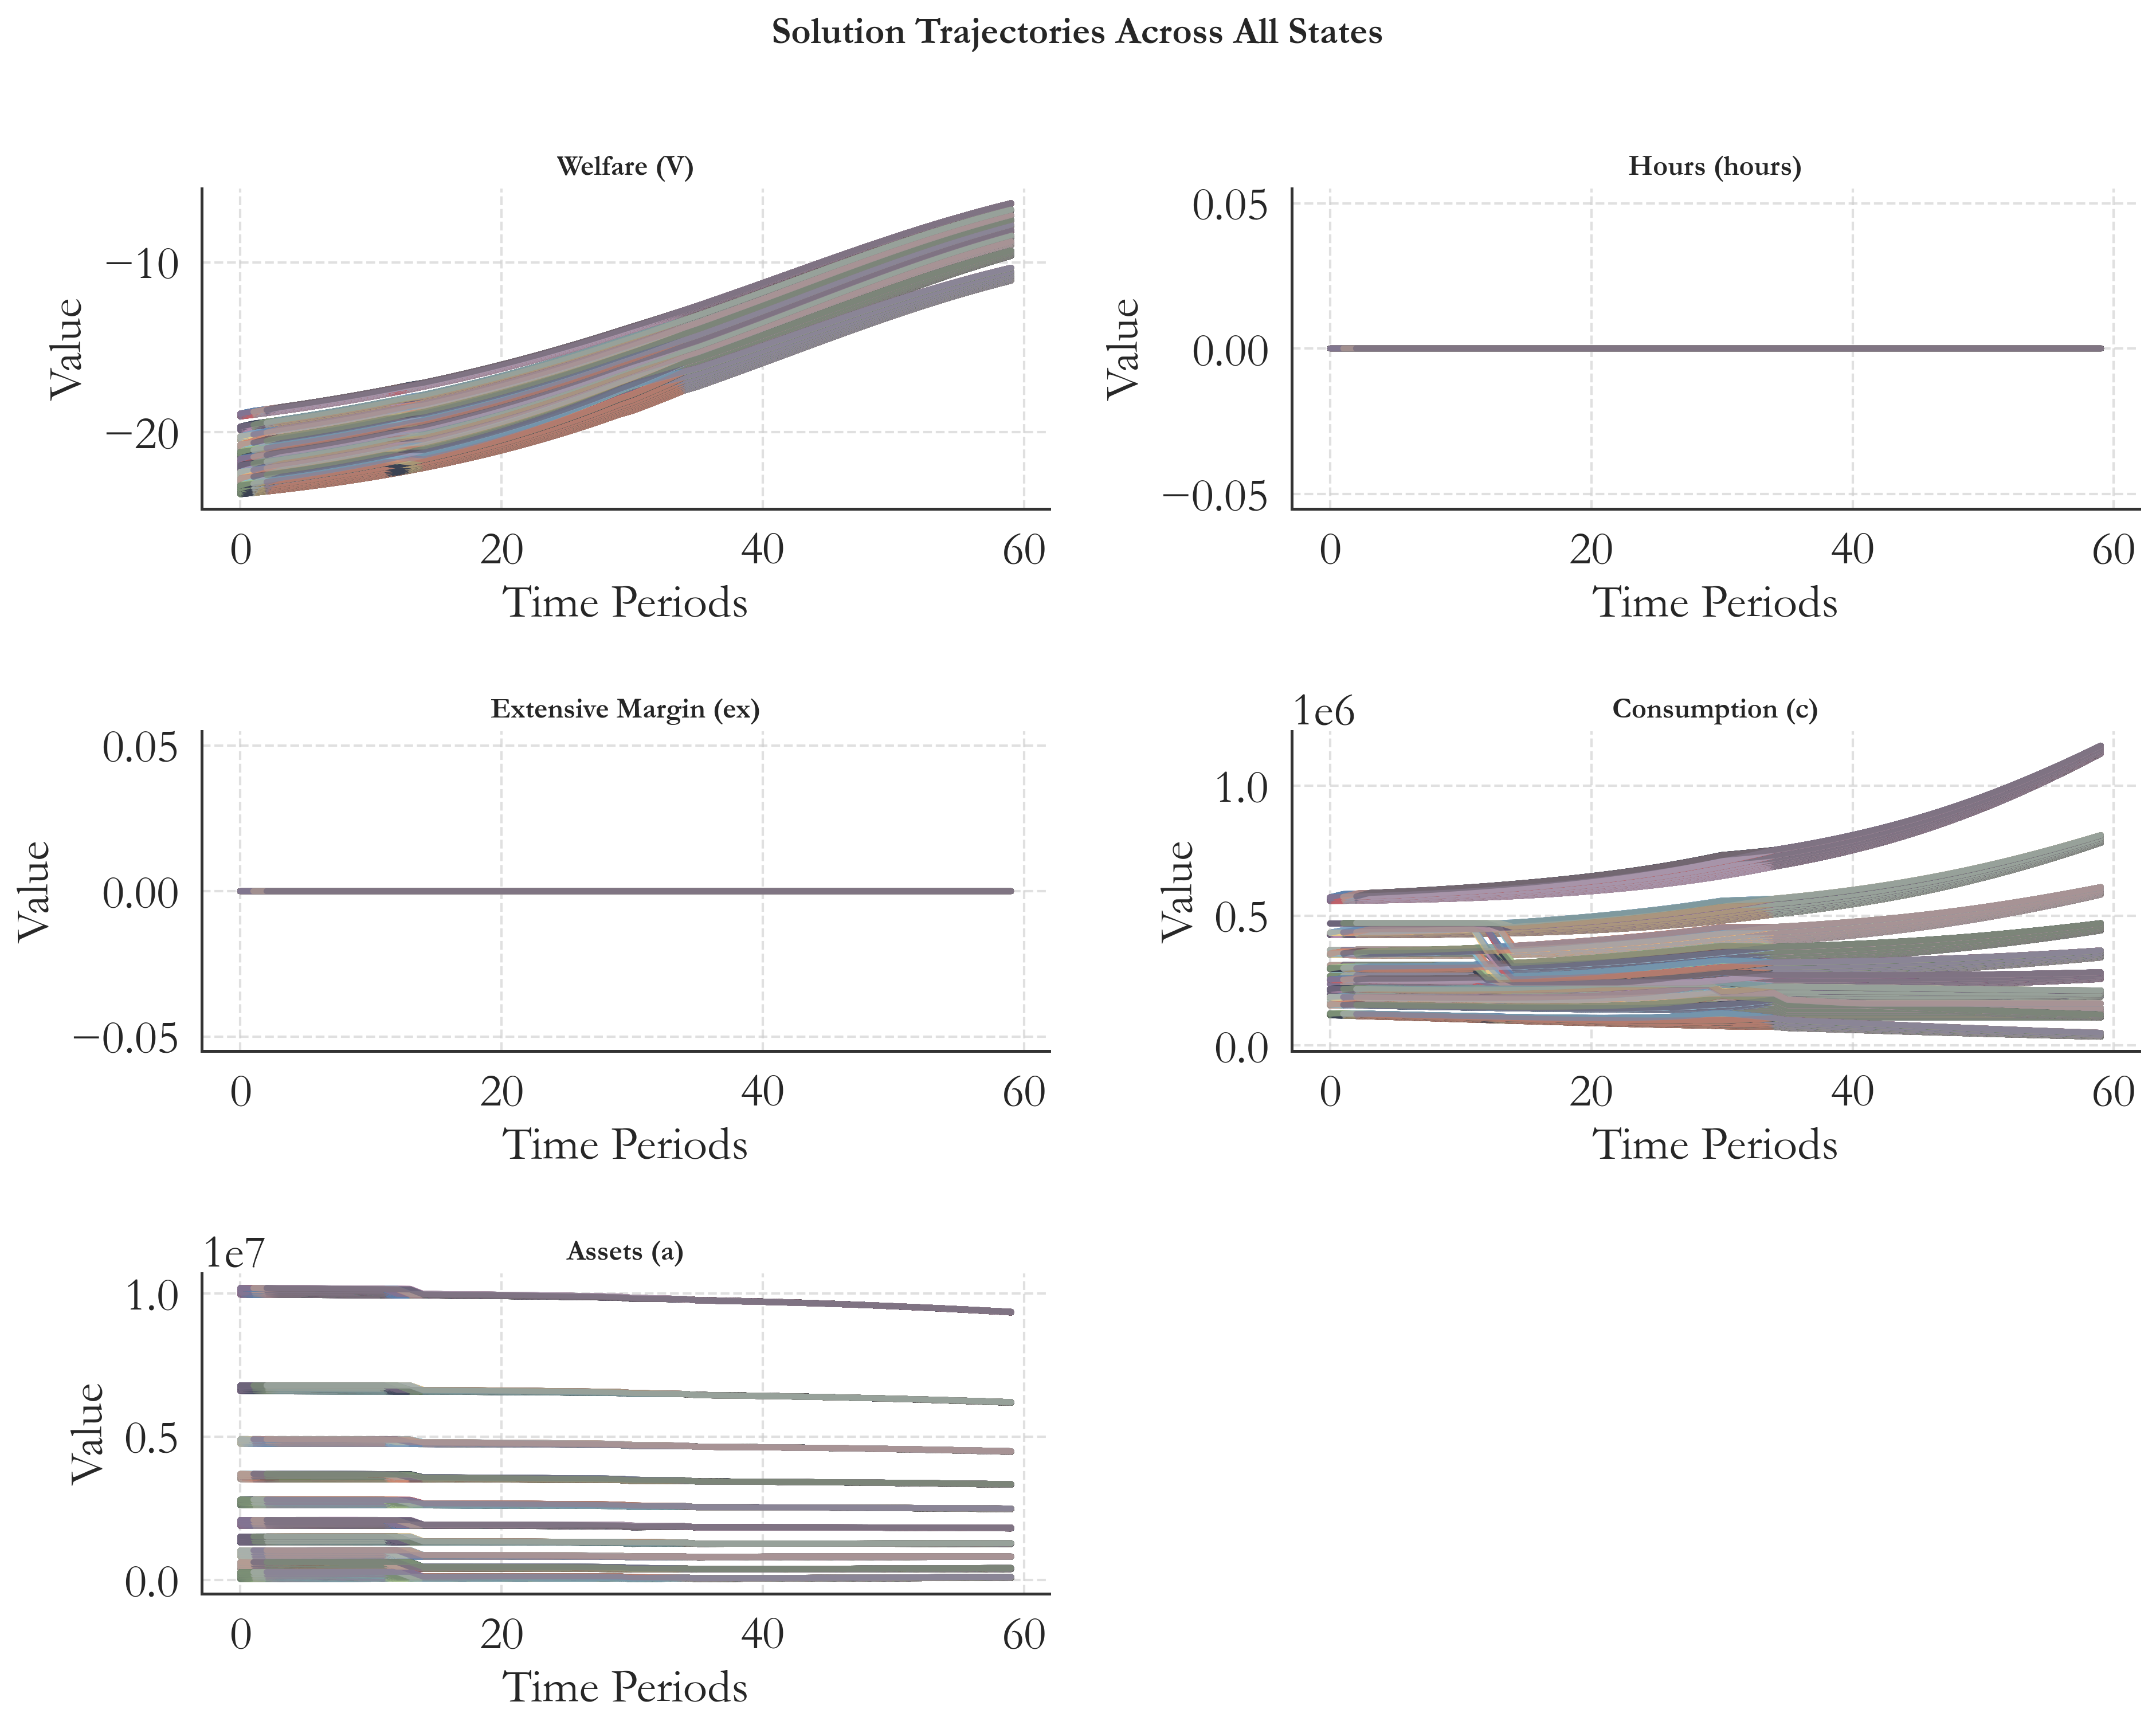 Solution Trajectories Across All States
Welfare (V)
Value
−10
−20
0 20 40 60
Time Periods
Hours (hours)
Value
0.05
0.00
−0.05
0 20 40 60
Time Periods
Extensive Margin (ex)
Value
0.05
0.00
−0.05
0 20 40 60
Time Periods
Consumption (c)
1e6
Value
1.0
0.5
0.0
0 20 40 60
Time Periods
Assets (a)
1e7
Value
1.0
0.5
0.0
0 20 40 60
Time Periods